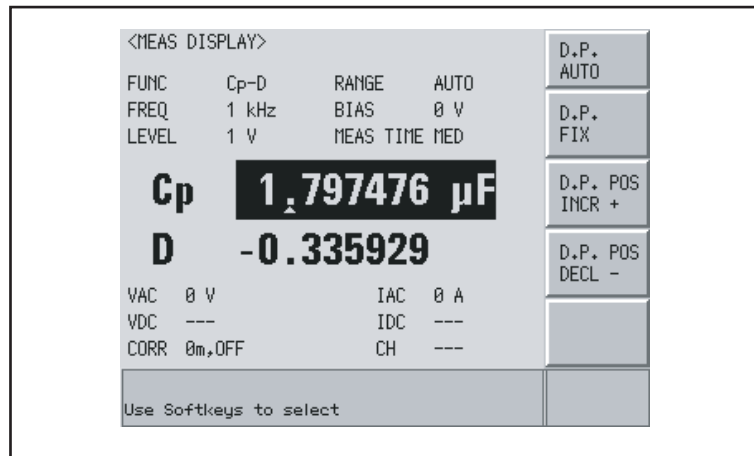 <MEAS DISPLAY>
FUNC Cp-D RANGE AUTO
FREQ 1 kHz BIAS 0 V
LEVEL 1 V MEAS TIME MED
Cp 1.797476 µF
D -0.335929
VAC 0 V IAC 0 A
VDC --- IDC ---
CORR 0m,OFF CH ---
Use Softkeys to select
D.P.
AUTO
D.P.
FIX
D.P. POS
INCR +
D.P. POS
DECL -